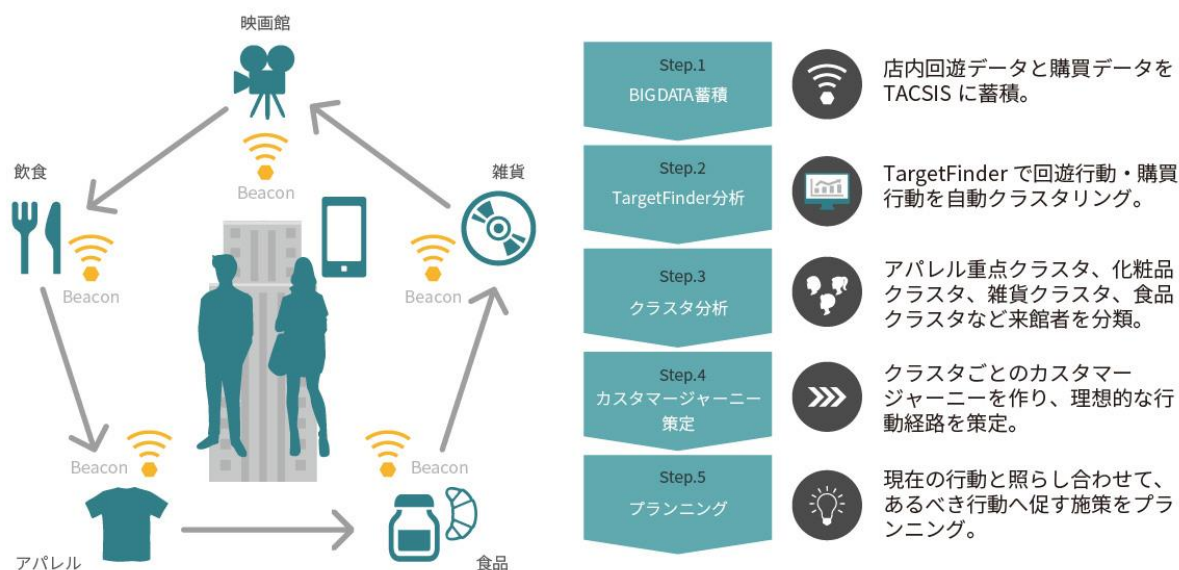 映画館
Beacon
飲食
Beacon
雑貨
Beacon
Beacon
アパレル
Beacon
食品
Step.1
BIGDATA蓄積
店内回遊データと購買データを
TACSIS に蓄積。
Step.2
TargetFinder分析
TargetFinder で回遊行動・購買
行動を自動クラスタリング。
Step.3
クラスタ分析
アパレル重点クラスタ、化粧品
クラスタ、雑貨クラスタ、食品
クラスタなど来館者を分類。
Step.4
カスタマージャーニー
策定
クラスタごとのカスタマー
ジャーニーを作り、理想的な行
動経路を策定。
Step.5
プランニング
現在の行動と照らし合わせて、
あるべき行動へ促す施策をプラ
ンニング。